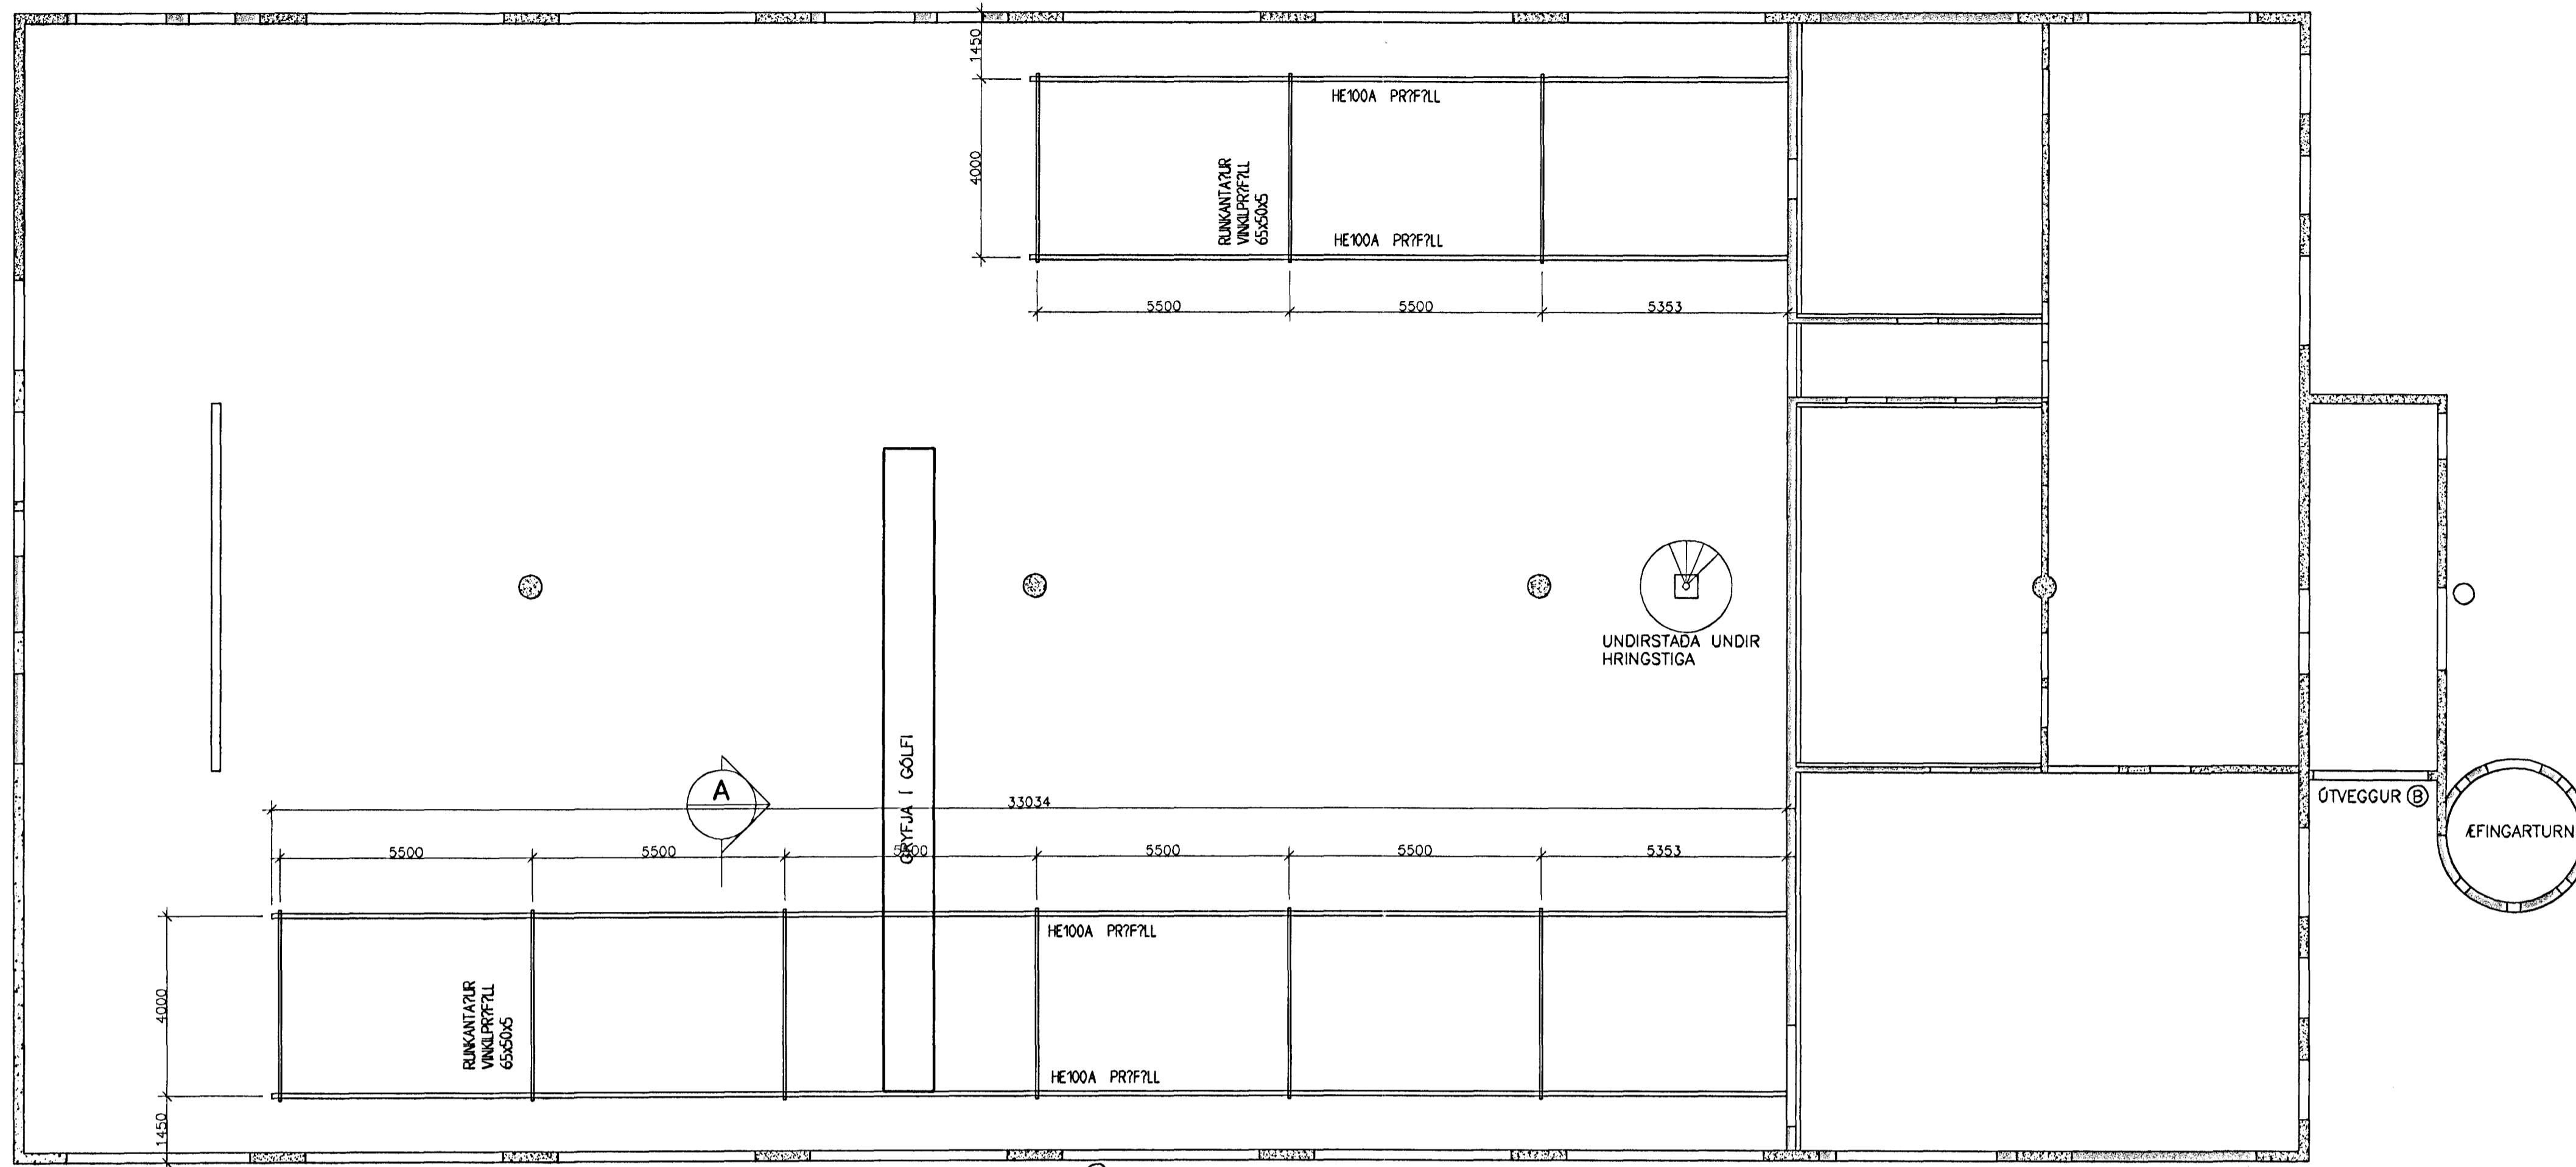 1450
HE100A PR?F?LL
4000
RUNKANTA?UR
VINKILPR?F?LL
65x50x5
HE100A PR?F?LL
5500
5500
5353
UNDIRSTAÐA UNDIR
HRINGSTIGA
GRYFJA Í GÓLFI
A
33034
ÚTVEGGUR B
ÆFINGARTURN
5500
5500
5500
5500
5500
5353
HE100A PR?F?LL
4000
RUNKANTA?UR
VINKILPR?F?LL
65x50x5
HE100A PR?F?LL
1450